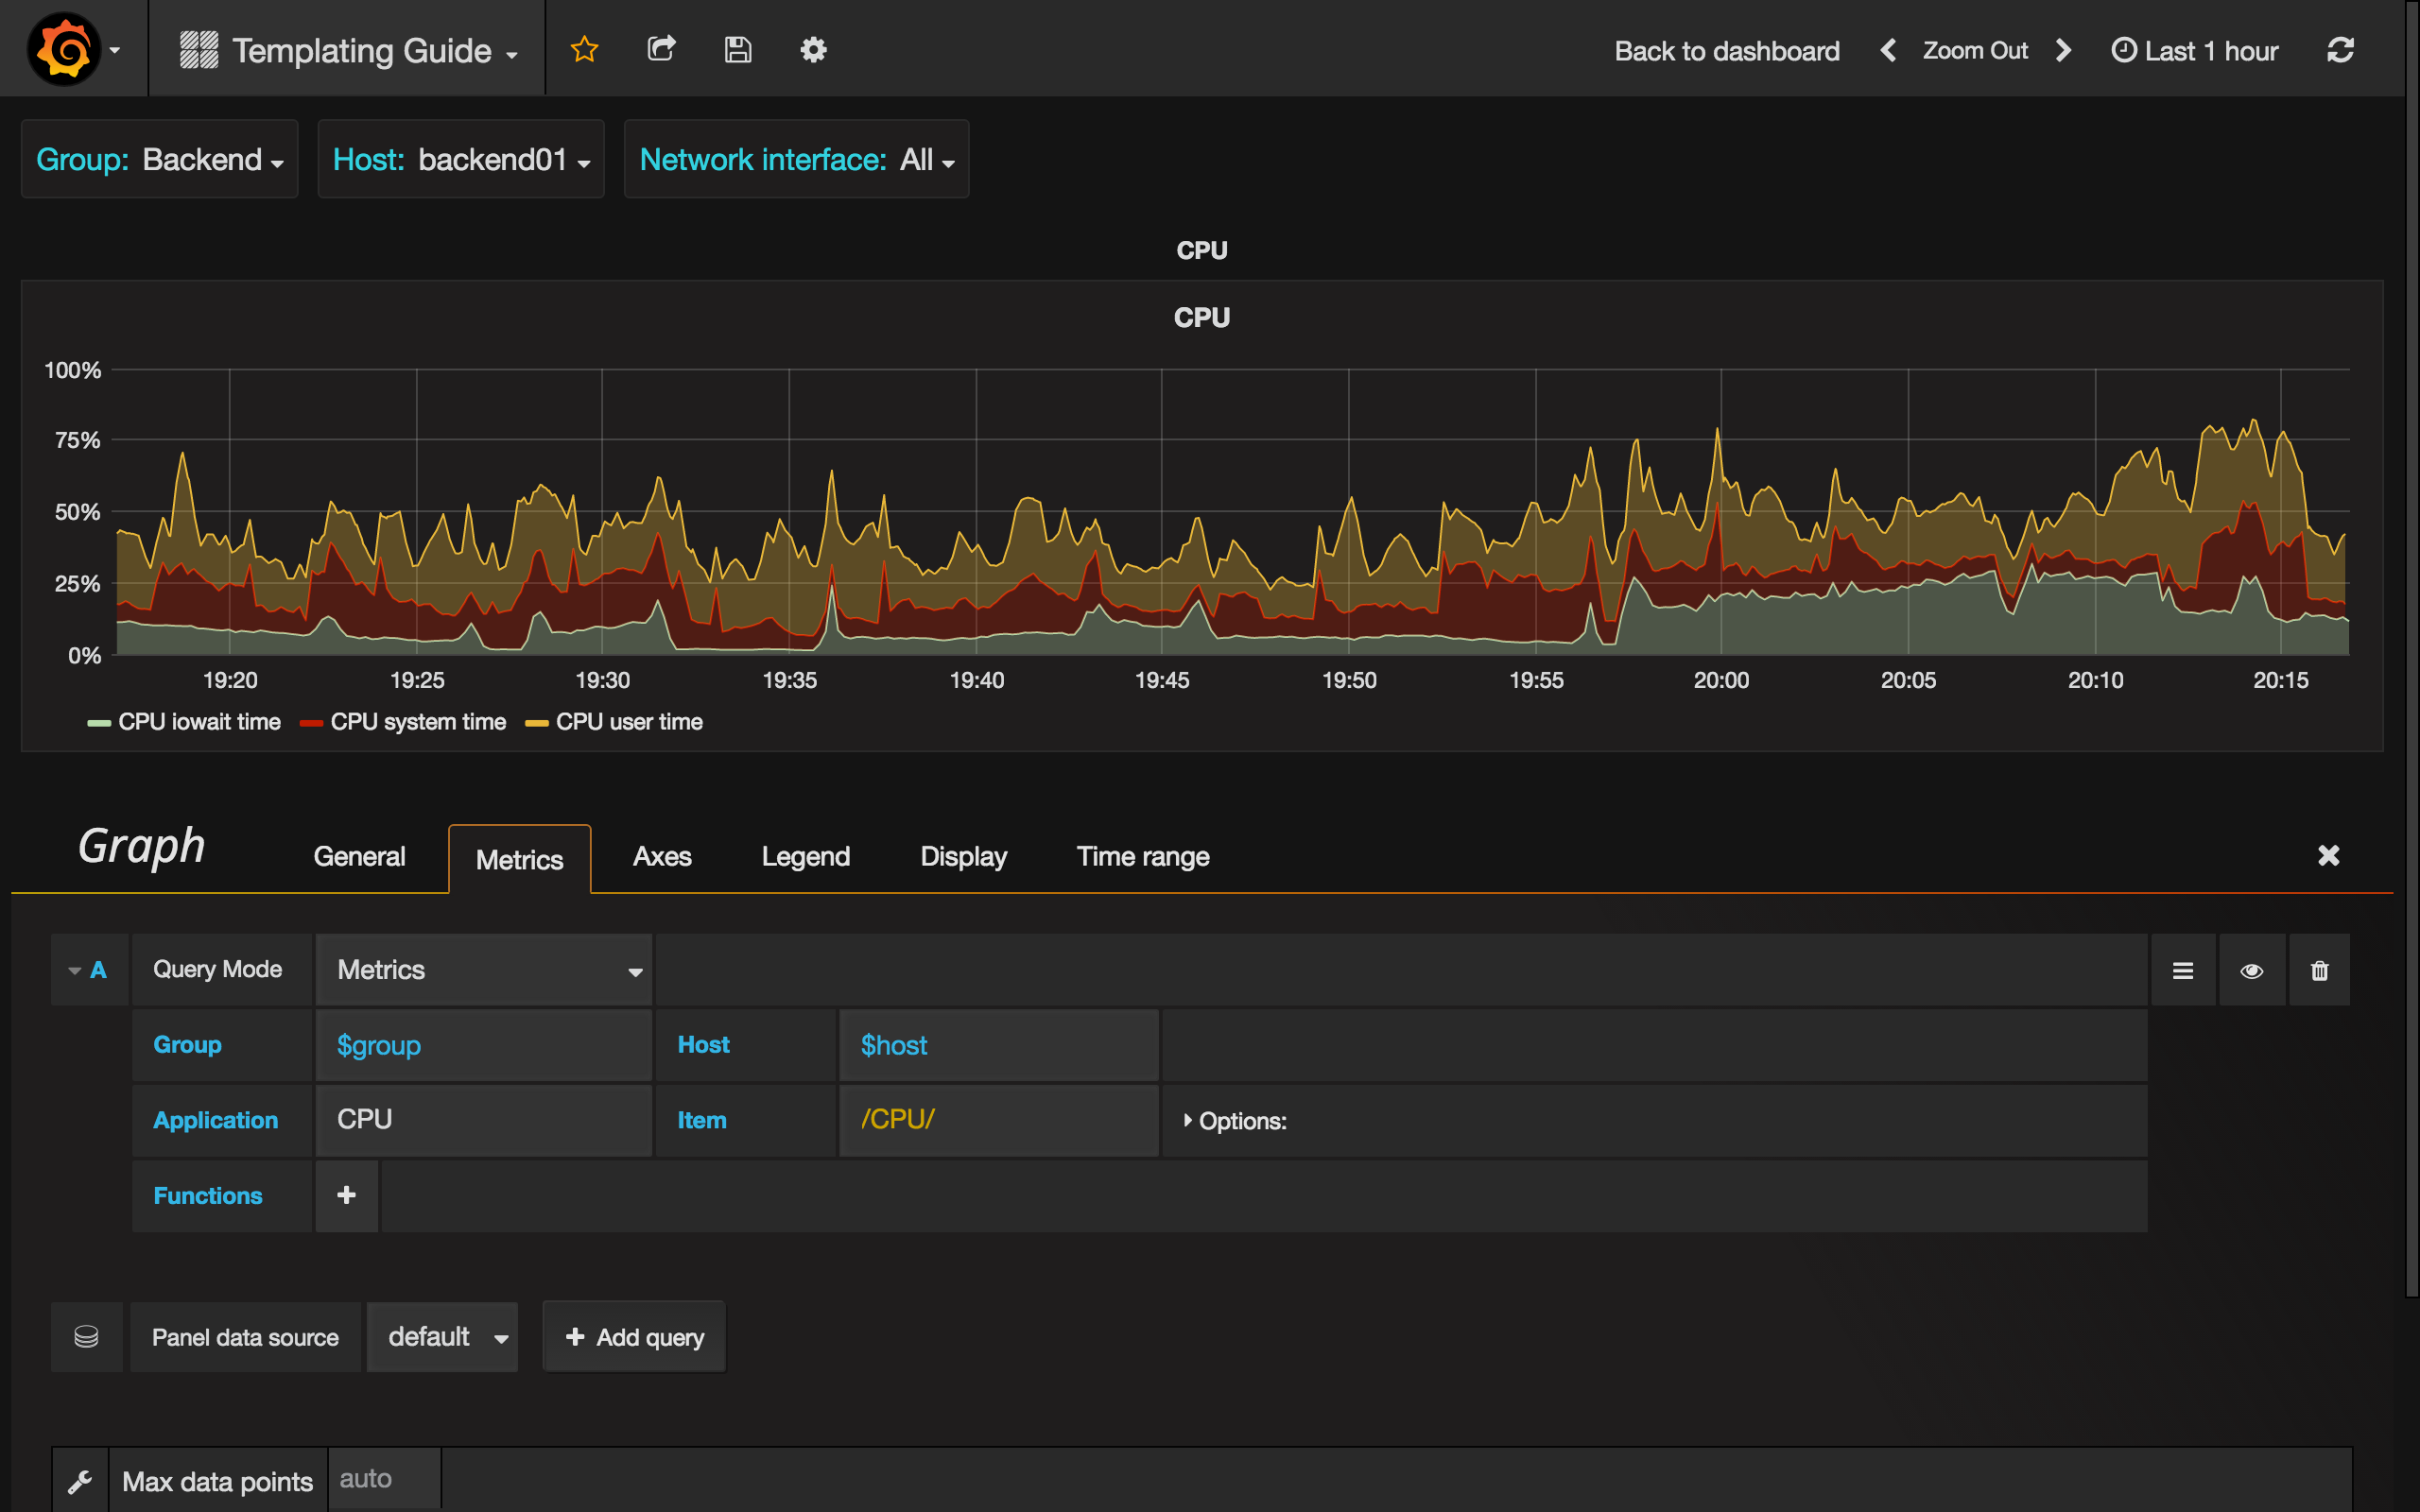 Templating Guide
Back to dashboard Zoom Out Last 1 hour
Group: Backend Host: backend01 Network interface: All
CPU
CPU
100%
75%
50%
25%
0%
19:20 19:25 19:30 19:35 19:40 19:45 19:50 19:55 20:00 20:05 20:10 20:15
CPU iowait time CPU system time CPU user time
Graph General Metrics Axes Legend Display Time range
A Query Mode Metrics
Group $group Host $host
Application CPU Item /CPU/ Options:
Functions
Panel data source default Add query
Max data points auto